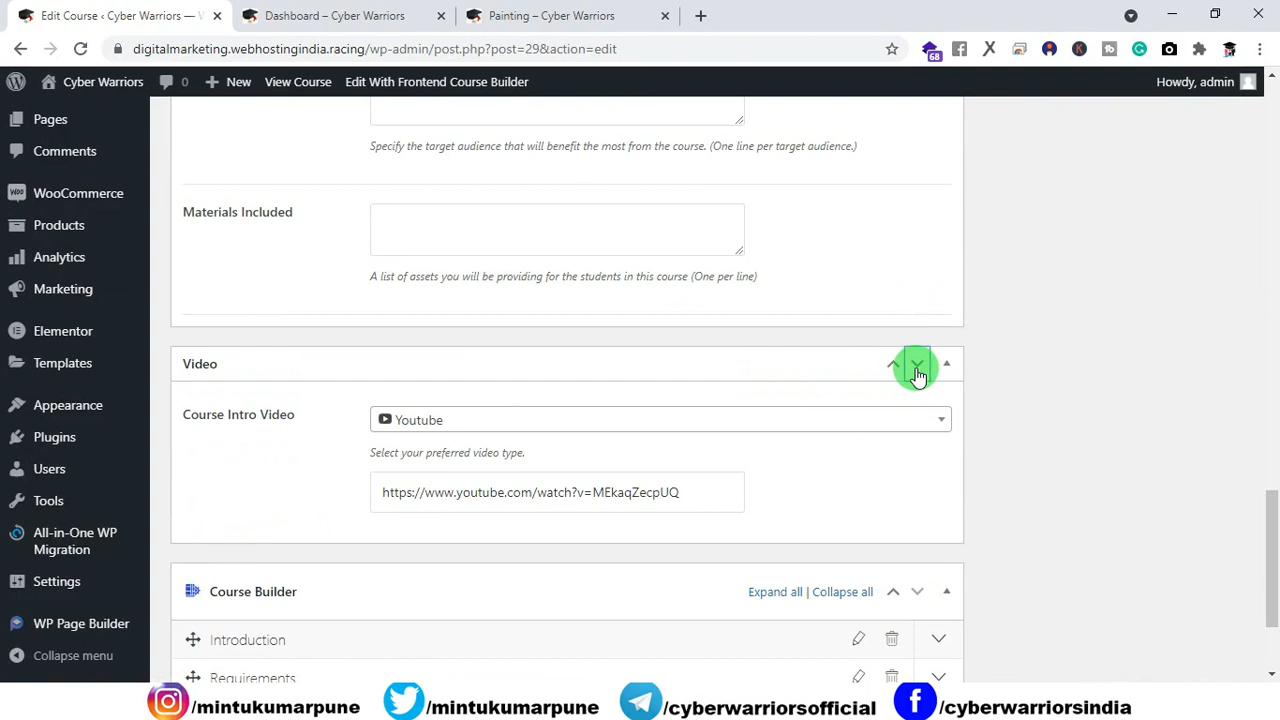 Edit Course ‹ Cyber Warriors — W
Dashboard – Cyber Warriors
Painting – Cyber Warriors
digitalmarketing.webhostingindia.racing/wp-admin/post.php?post=29&action=edit
68
Cyber Warriors
0
New
View Course
Edit With Frontend Course Builder
Howdy, admin
Pages
Comments
WooCommerce
Products
Analytics
Marketing
Elementor
Templates
Appearance
Plugins
Users
Tools
All-in-One WP
Migration
Settings
WP Page Builder
Collapse menu
Specify the target audience that will benefit the most from the course. (One line per target audience.)
Materials Included
A list of assets you will be providing for the students in this course (One per line)
Video
Course Intro Video
Youtube
Select your preferred video type.
https://www.youtube.com/watch?v=MEkaqZecpUQ
Course Builder
Expand all | Collapse all
Introduction
Requirements
/mintukumarpune
/mintukumarpune
/cyberwarriorsofficial
/cyberwarriorsindia